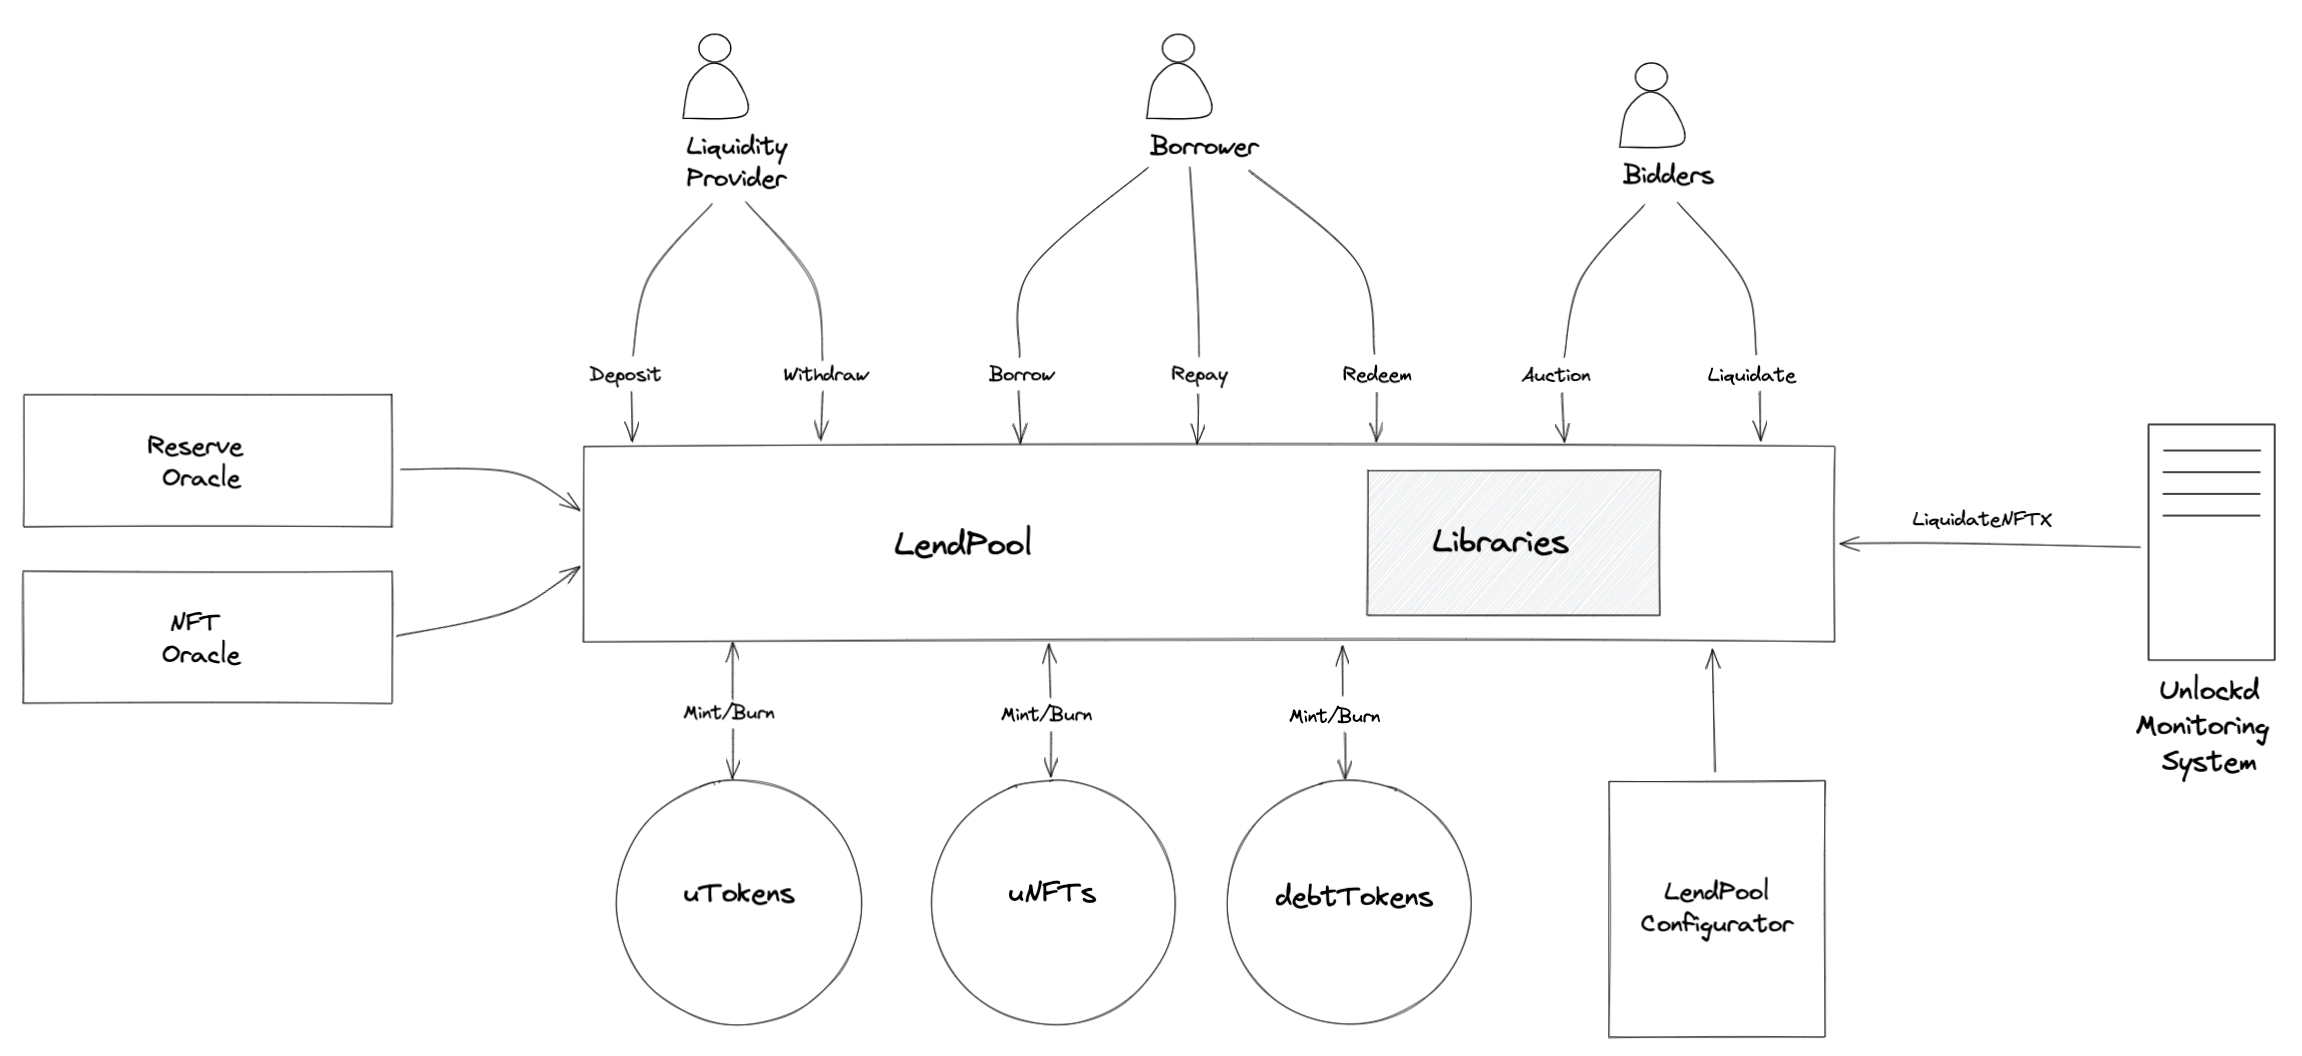 Liquidity
Provider
Borrower
Bidders
Deposit
Withdraw
Borrow
Repay
Redeem
Auction
Liquidate
Reserve
Oracle
NFT
Oracle
LendPool
Libraries
LiquidateNFTX
Unlockd
Monitoring
System
Mint/Burn
Mint/Burn
Mint/Burn
uTokens
uNFTs
debtTokens
LendPool
Configurator